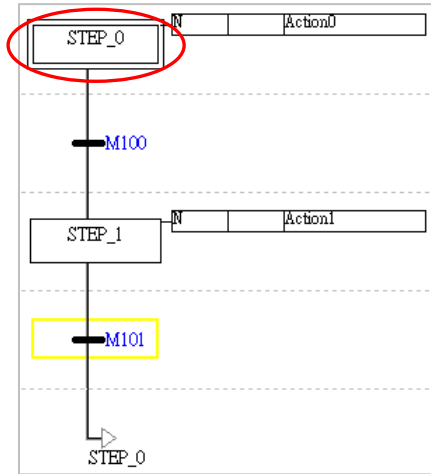 STEP_0 N Action0
M100
STEP_1 N Action1
M101
STEP_0